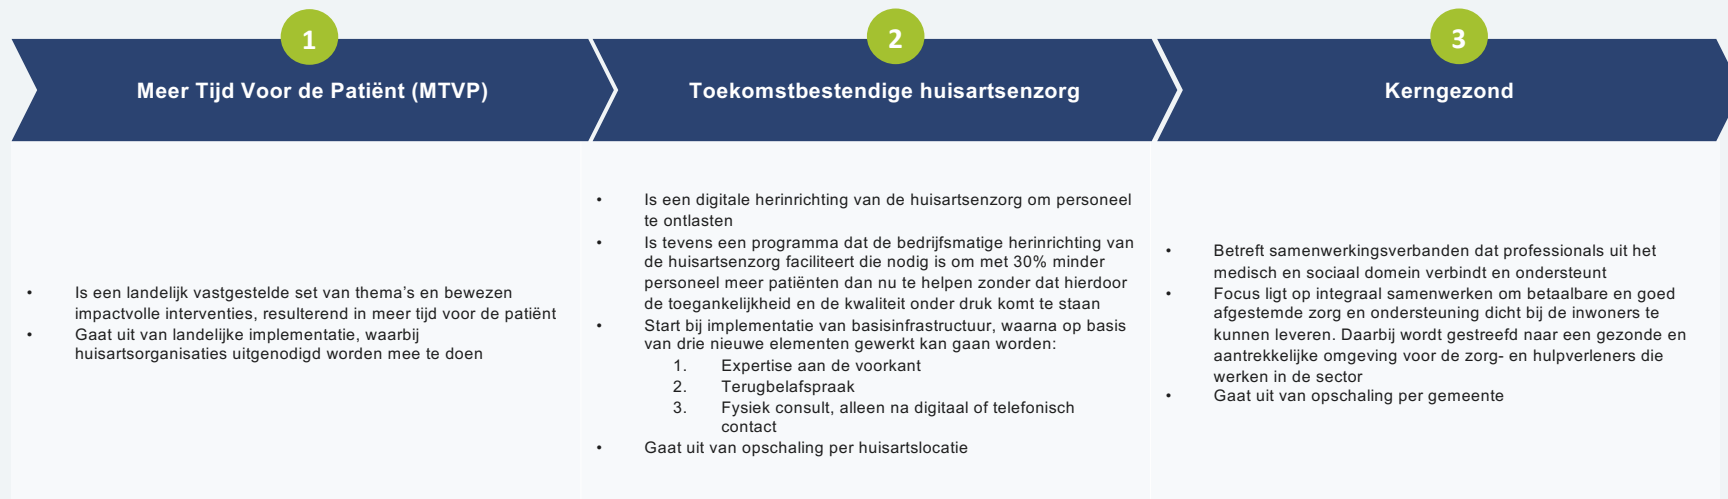 1
Meer Tijd Voor de Patiënt (MTVP)
• Is een landelijk vastgestelde set van thema’s en bewezen
impactvolle interventies, resulterend in meer tijd voor de patiënt
• Gaat uit van landelijke implementatie, waarbij
huisartsorganisaties uitgenodigd worden mee te doen
2
Toekomstbestendige huisartsenzorg
• Is een digitale herinrichting van de huisartsenzorg om personeel
te ontlasten
• Is tevens een programma dat de bedrijfsmatige herinrichting van
de huisartsenzorg faciliteert die nodig is om met 30% minder
personeel meer patiënten dan nu te helpen zonder dat hierdoor
de toegankelijkheid en de kwaliteit onder druk komt te staan
• Start bij implementatie van basisinfrastructuur, waarna op basis
van drie nieuwe elementen gewerkt kan gaan worden:
1. Expertise aan de voorkant
2. Terugbelafspraak
3. Fysiek consult, alleen na digitaal of telefonisch
contact
• Gaat uit van opschaling per huisartslocatie
3
Kerngezond
• Betreft samenwerkingsverbanden dat professionals uit het
medisch en sociaal domein verbindt en ondersteunt
• Focus ligt op integraal samenwerken om betaalbare en goed
afgestemde zorg en ondersteuning dicht bij de inwoners te
kunnen leveren. Daarbij wordt gestreefd naar een gezonde en
aantrekkelijke omgeving voor de zorg- en hulpverleners die
werken in de sector
• Gaat uit van opschaling per gemeente